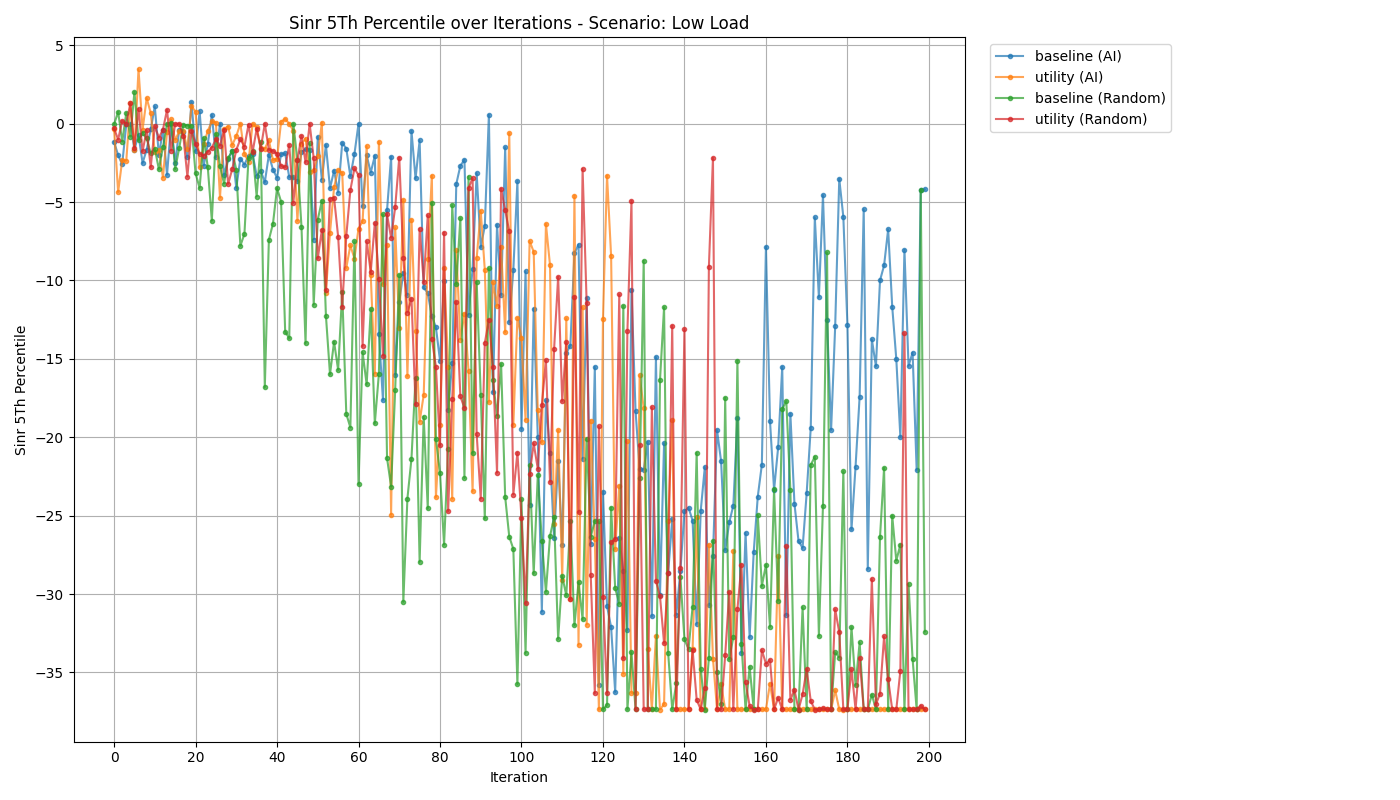 Sinr 5Th Percentile over Iterations - Scenario: Low Load
baseline (AI)
utility (AI)
baseline (Random)
utility (Random)
Sinr 5Th Percentile
5
0
−5
−10
−15
−20
−25
−30
−35
0 20 40 60 80 100 120 140 160 180 200
Iteration